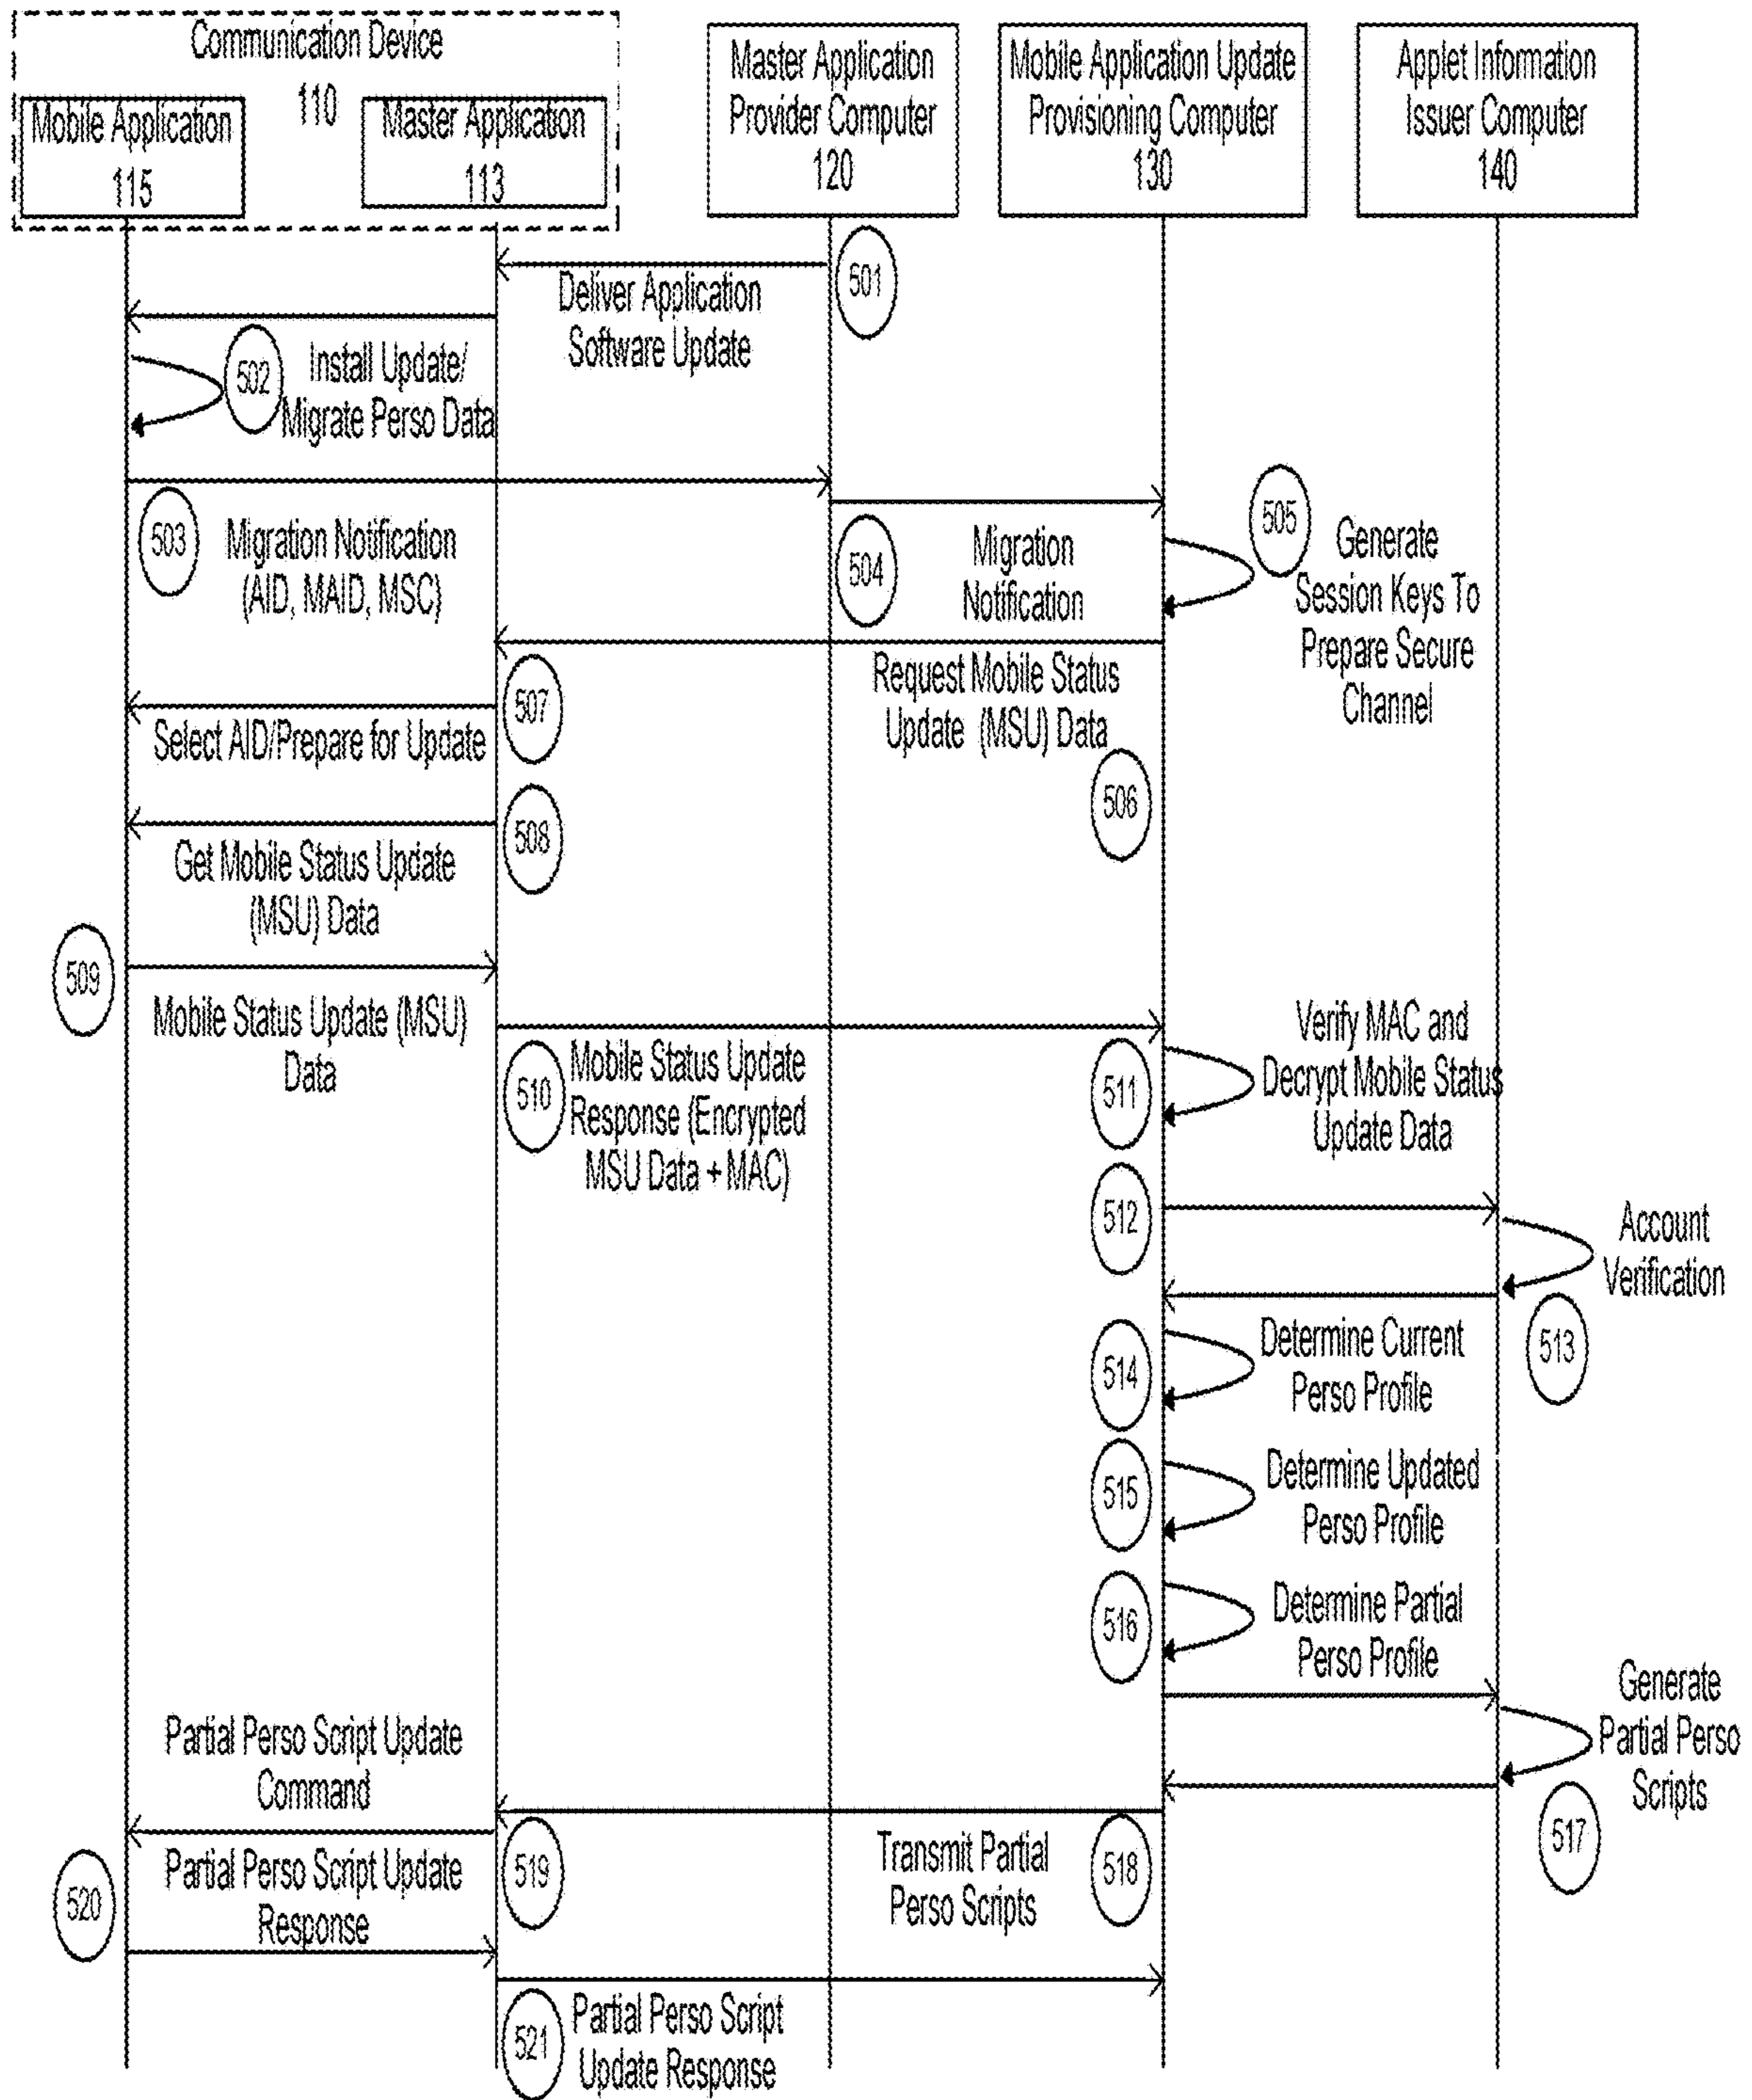 Communication Device
110
Mobile Application
115
Master Application
113
Master Application
Provider Computer
120
Mobile Application Update
Provisioning Computer
130
Applet Information
Issuer Computer
140
501
Deliver Application
Software Update
502
Install Update/
Migrate Perso Data
503
Migration Notification
(AID, MAID, MSC)
504
Migration
Notification
505
Generate
Session Keys To
Prepare Secure
Channel
Request Mobile Status
Update (MSU) Data
506
507
Select AID/Prepare for Update
508
Get Mobile Status Update
(MSU) Data
509
Mobile Status Update (MSU)
Data
510
Mobile Status Update
Response (Encrypted
MSU Data + MAC)
511
Verify MAC and
Decrypt Mobile Status
Update Data
512
Account
Verification
513
514
Determine Current
Perso Profile
515
Determine Updated
Perso Profile
516
Determine Partial
Perso Profile
Generate
Partial Perso
Scripts
517
Transmit Partial
Perso Scripts
518
Partial Perso Script Update
Command
519
520
Partial Perso Script Update
Response
521
Partial Perso Script
Update Response